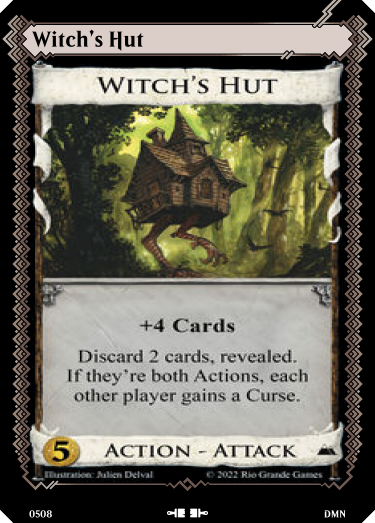 Witch's Hut
WITCH'S HUT
+4 Cards
Discard 2 cards, revealed.
If they're both Actions, each
other player gains a Curse.
5
ACTION - ATTACK
Illustration: Julien Delval
© 2022 Rio Grande Games
0508
DMN